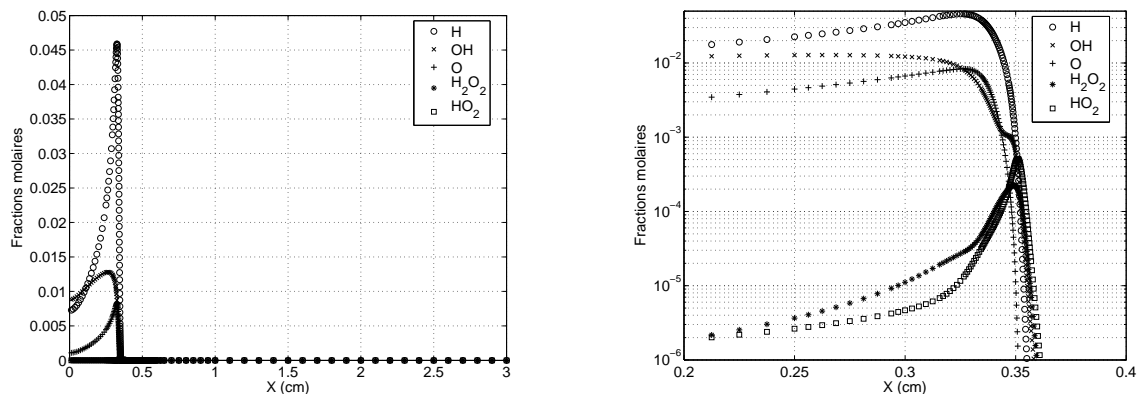 Fractions molaires
0.05
0.045
0.04
0.035
0.03
0.025
0.02
0.015
0.01
0.005
0
0 0.5 1 1.5 2 2.5 3
X (cm)
H
OH
O
H₂O₂
HO₂
Fractions molaires
10⁻²
10⁻³
10⁻⁴
10⁻⁵
10⁻⁶
0.2 0.25 0.3 0.35 0.4
X (cm)
H
OH
O
H₂O₂
HO₂